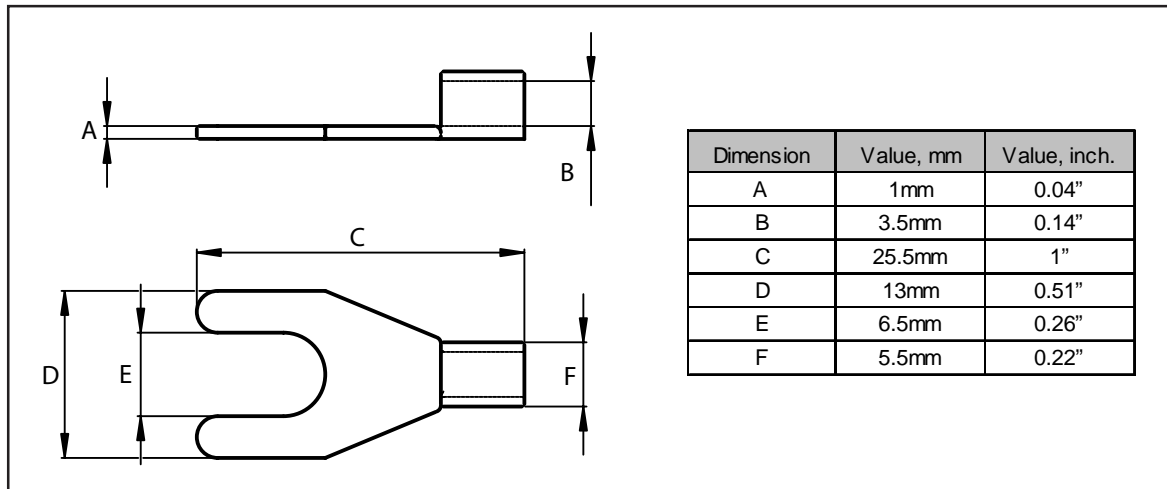 A
B
C
D
E
F
Dimension Value, mm Value, inch.
A 1mm 0.04”
B 3.5mm 0.14”
C 25.5mm 1”
D 13mm 0.51”
E 6.5mm 0.26”
F 5.5mm 0.22”